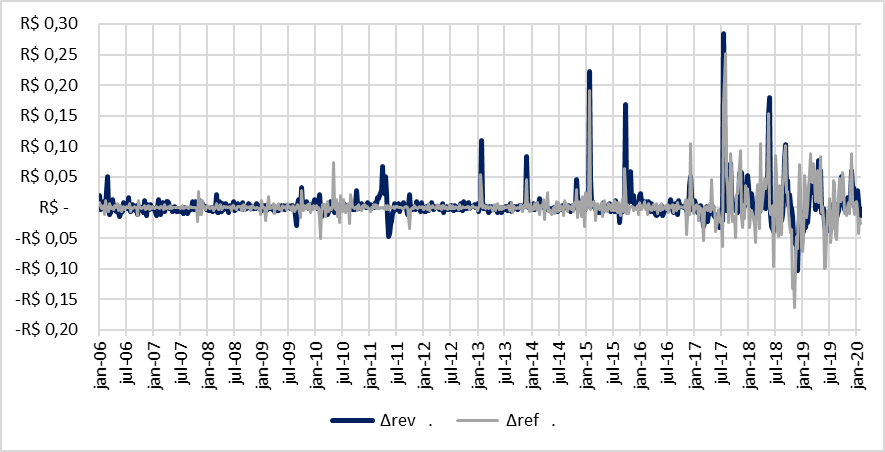 R$ 0,30
R$ 0,25
R$ 0,20
R$ 0,15
R$ 0,10
R$ 0,05
R$ -
-R$ 0,05
-R$ 0,10
-R$ 0,15
-R$ 0,20
jan-06
jul-06
jan-07
jul-07
jan-08
jul-08
jan-09
jul-09
jan-10
jul-10
jan-11
jul-11
jan-12
jul-12
jan-13
jul-13
jan-14
jul-14
jan-15
jul-15
jan-16
jul-16
jan-17
jul-17
jan-18
jul-18
jan-19
jul-19
jan-20
Δrev . Δref .